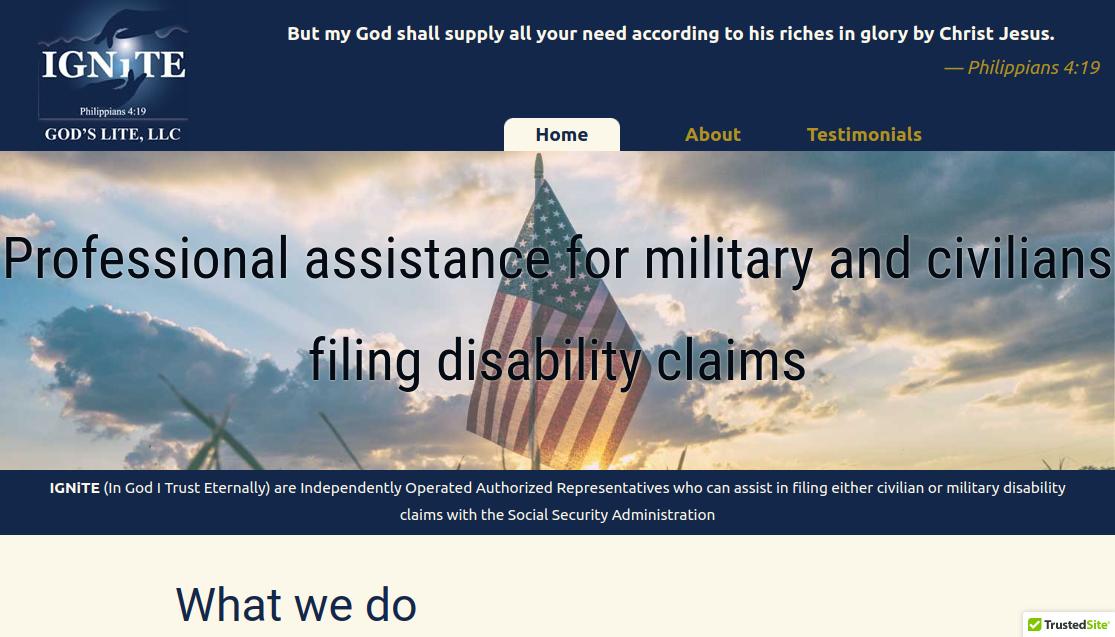 IGNiTE
Philippians 4:19
GOD'S LITE, LLC
But my God shall supply all your need according to his riches in glory by Christ Jesus.
— Philippians 4:19
Home About Testimonials
Professional assistance for military and civilians
filing disability claims
IGNiTE (In God I Trust Eternally) are Independently Operated Authorized Representatives who can assist in filing either civilian or military disability
claims with the Social Security Administration
What we do
TrustedSite